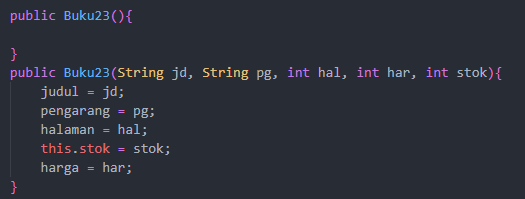 public Buku23(){
}
public Buku23(String jd, String pg, int hal, int har, int stok){
judul = jd;
pengarang = pg;
halaman = hal;
this.stok = stok;
harga = har;
}